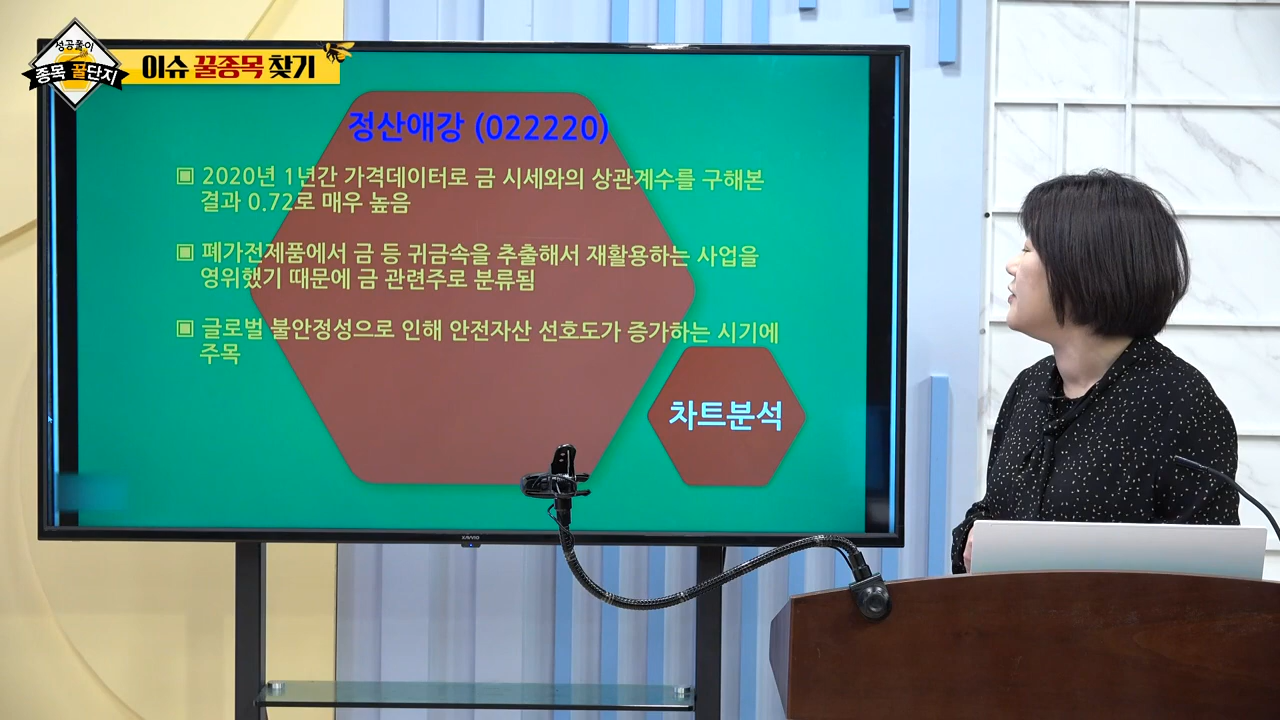 성공풀이
종목 꿀단지
이슈 꿀종목 찾기
정산애강 (022220)
▣ 2020년 1년간 가격데이터로 금 시세와의 상관계수를 구해본
결과 0.72로 매우 높음
▣ 폐가전제품에서 금 등 귀금속을 추출해서 재활용하는 사업을
영위했기 때문에 금 관련주로 분류됨
▣ 글로벌 불안정성으로 인해 안전자산 선호도가 증가하는 시기에
주목
차트분석